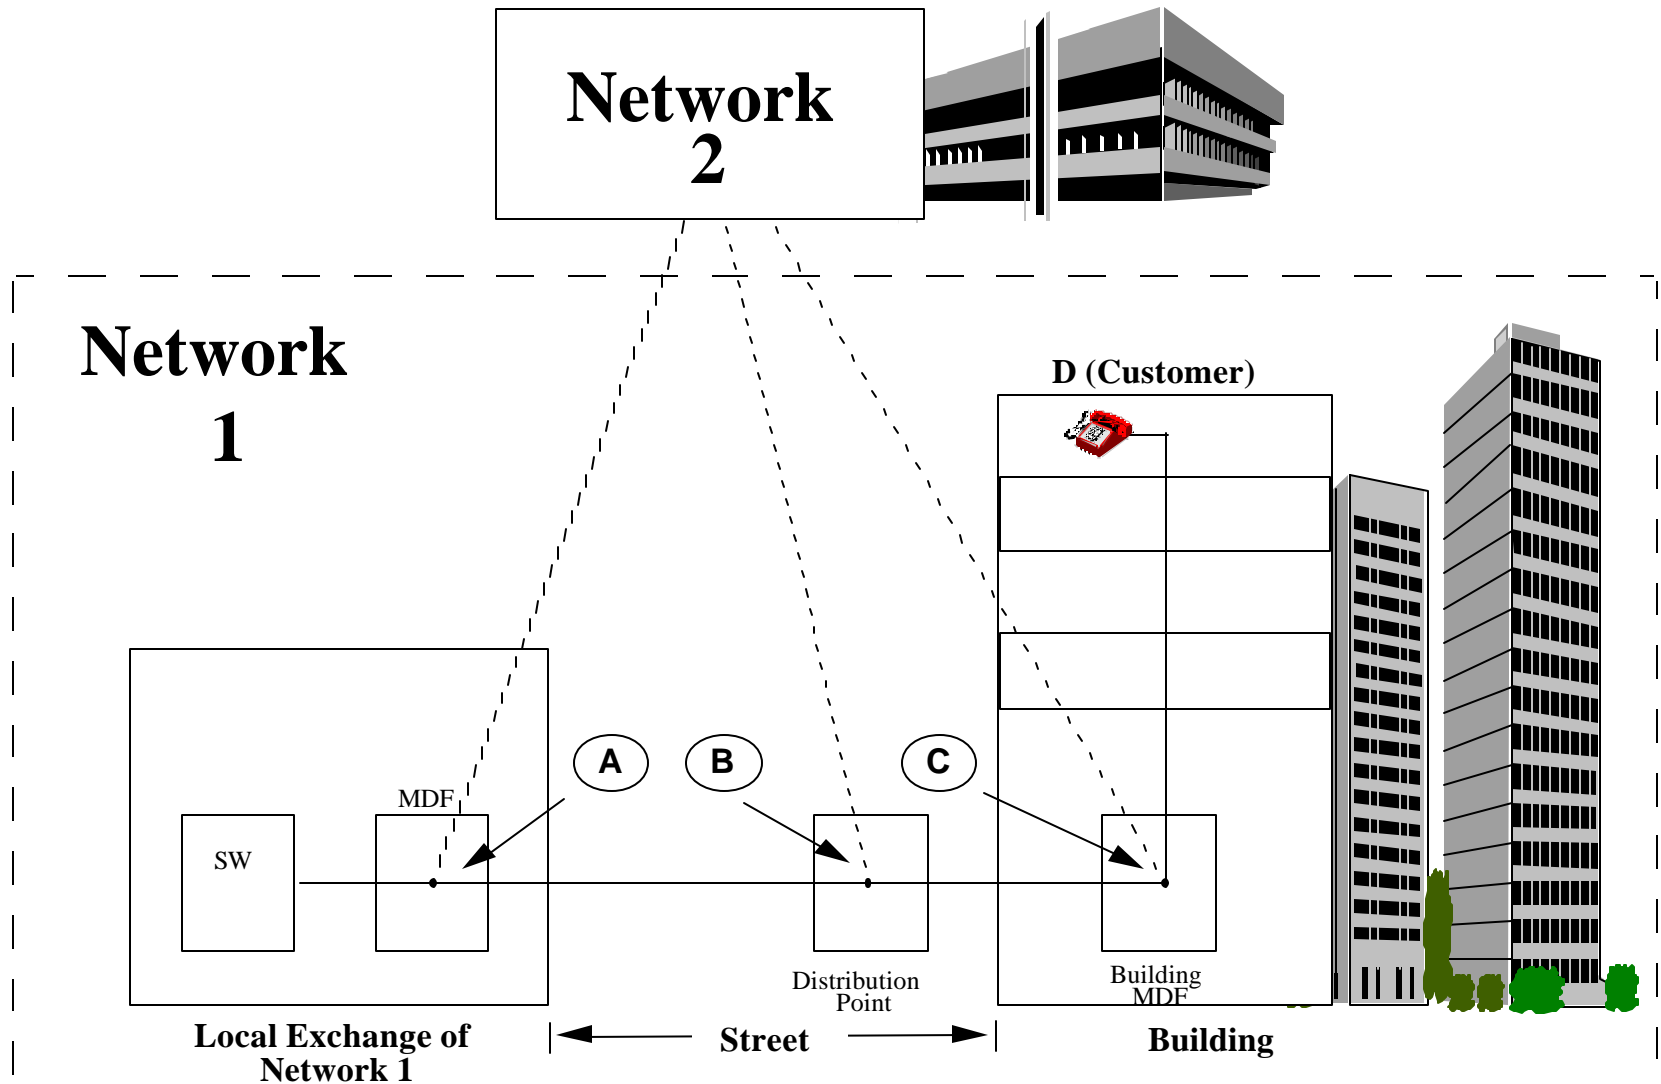 Network
2
Network
1
D (Customer)
A
B
C
MDF
SW
Distribution
Point
Building
MDF
Local Exchange of
Network 1
Street
Building